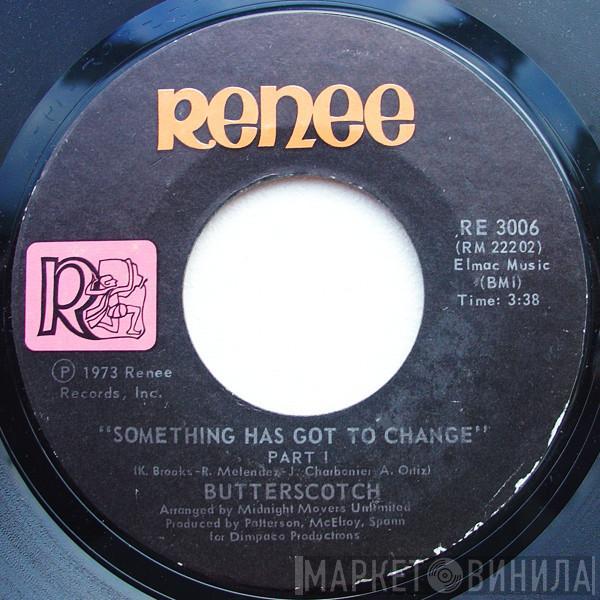 Renee
RE 3006
(RM 22202)
Elmac Music
(BMI)
Time: 3:38
R
℗ 1973 Renee
Records, Inc.
"SOMETHING HAS GOT TO CHANGE"
PART I
(K. Brooks-R. Melendez-J. Charbonier-A. Ortiz)
BUTTERSCOTCH
Arranged by Midnight Movers Unlimited
Produced by Patterson, McElroy, Spann
for Dimpaco Productions
МАРКЕТ ВИНИЛА